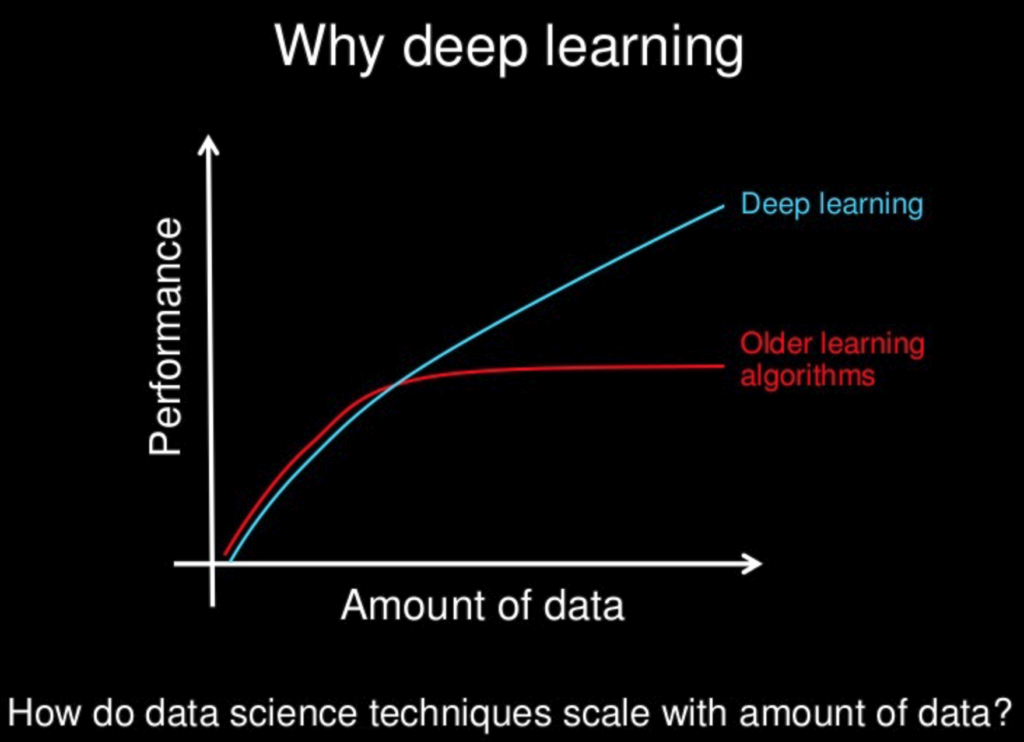 Why deep learning
Performance
Deep learning
Older learning
algorithms
Amount of data
How do data science techniques scale with amount of data?